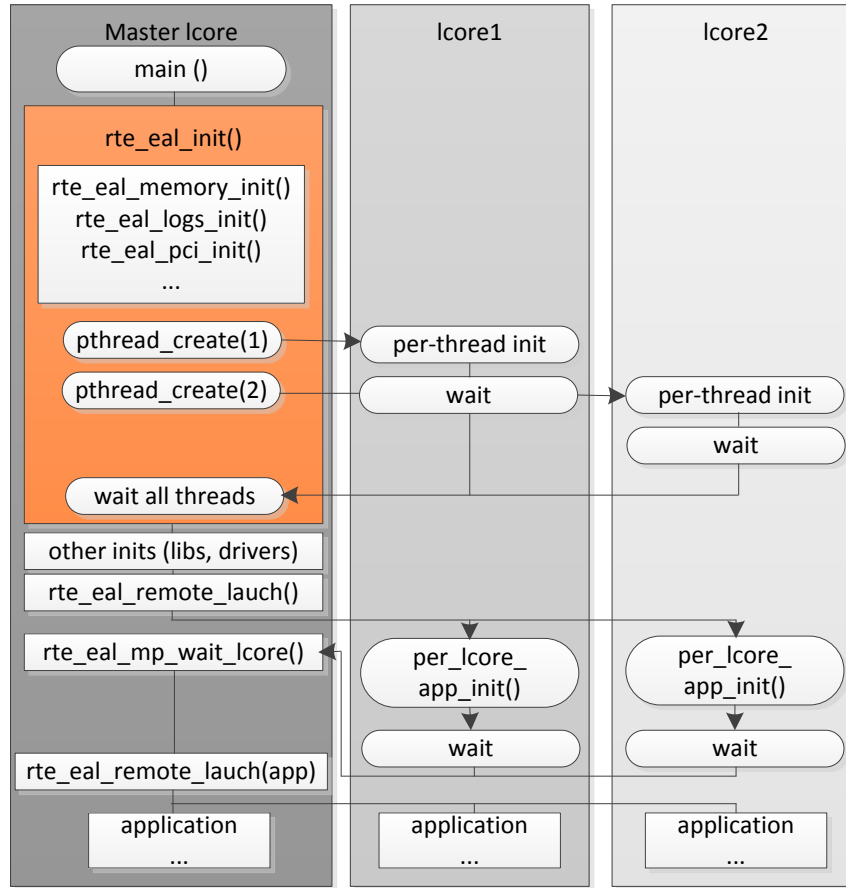 Master lcore
lcore1
lcore2
main ()
rte_eal_init()
rte_eal_memory_init()
rte_eal_logs_init()
rte_eal_pci_init()
...
pthread_create(1)
per-thread init
pthread_create(2)
wait
per-thread init
wait
wait all threads
other inits (libs, drivers)
rte_eal_remote_lauch()
rte_eal_mp_wait_lcore()
per_lcore_
app_init()
per_lcore_
app_init()
wait
wait
rte_eal_remote_lauch(app)
application
...
application
...
application
...